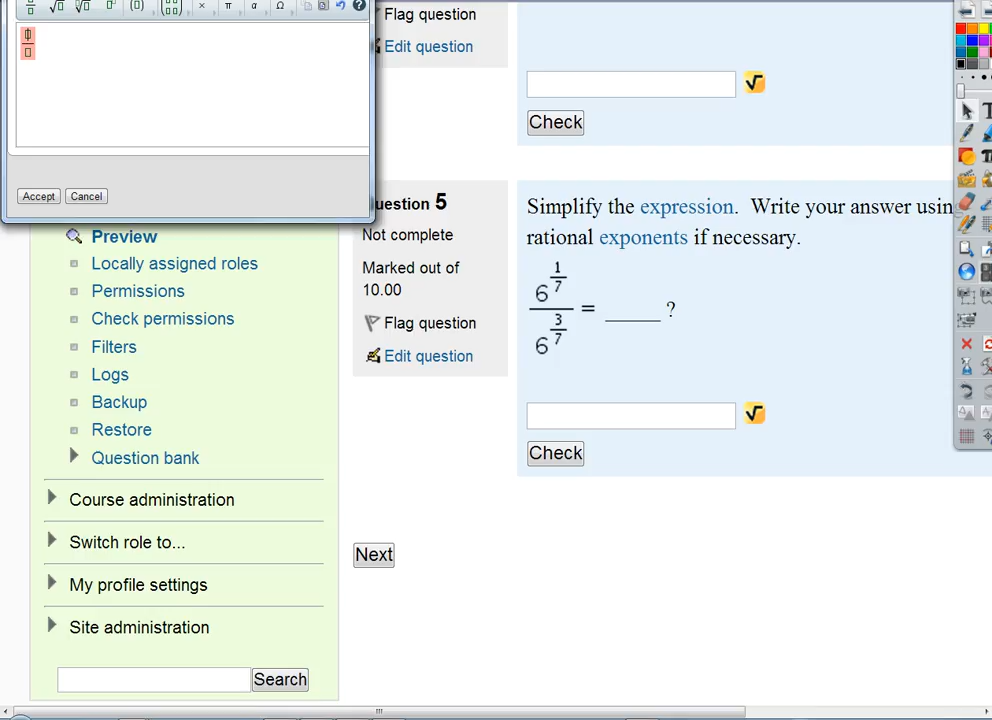 Accept
Cancel
Flag question
Edit question
Check
uestion 5
Not complete
Marked out of
10.00
Flag question
Edit question
Simplify the expression. Write your answer usin
rational exponents if necessary.
6^(1/7) / 6^(3/7) = _____ ?
Check
Next
Preview
Locally assigned roles
Permissions
Check permissions
Filters
Logs
Backup
Restore
Question bank
Course administration
Switch role to...
My profile settings
Site administration
Search